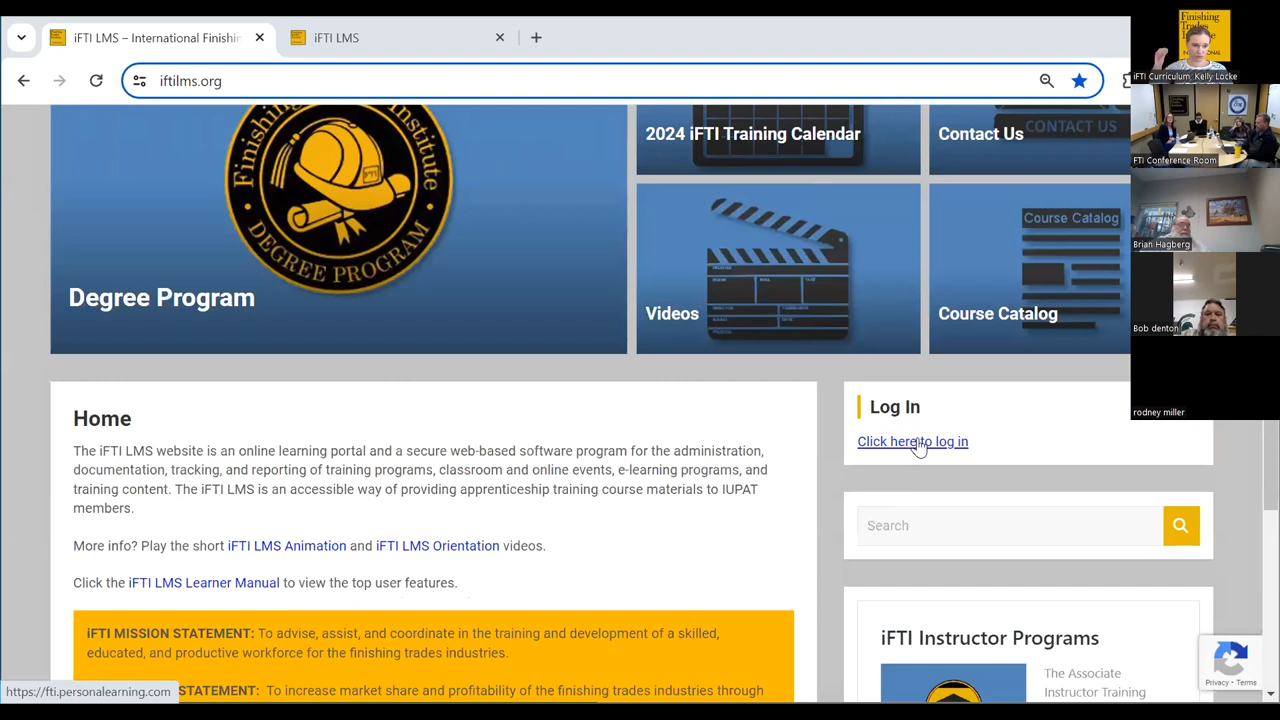 iFTI LMS – International Finishin
iFTI LMS
iftilms.org
Finishing Trades Institute
DEGREE PROGRAM
iFTI
Degree Program
2024 iFTI Training Calendar
CONTACT US
Contact Us
Videos
Course Catalog
Course Catalog
Home
The iFTI LMS website is an online learning portal and a secure web-based software program for the administration,
documentation, tracking, and reporting of training programs, classroom and online events, e-learning programs, and
training content. The iFTI LMS is an accessible way of providing apprenticeship training course materials to IUPAT
members.
More info? Play the short iFTI LMS Animation and iFTI LMS Orientation videos.
Click the iFTI LMS Learner Manual to view the top user features.
iFTI MISSION STATEMENT: To advise, assist, and coordinate in the training and development of a skilled,
educated, and productive workforce for the finishing trades industries.
STATEMENT: To increase market share and profitability of the finishing trades industries through
https://fti.personalearning.com
Log In
Click here to log in
Search
iFTI Instructor Programs
The Associate
Instructor Training
Privacy - Terms
Finishing
Trades
iFTI Curriculum, Kelly Locke
FTI Conference Room
Brian Hagberg
Bob denton
rodney miller